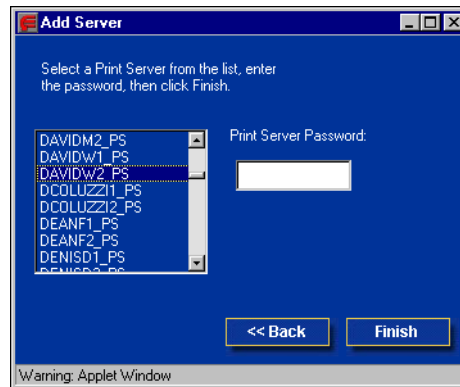 Add Server
Select a Print Server from the list, enter
the password, then click Finish.
DAVIDM2_PS
DAVIDW1_PS
DAVIDW2_PS
DCOLUZZI1_PS
DCOLUZZI2_PS
DEANF1_PS
DEANF2_PS
DENISD1_PS
Print Server Password:
<< Back
Finish
Warning: Applet Window